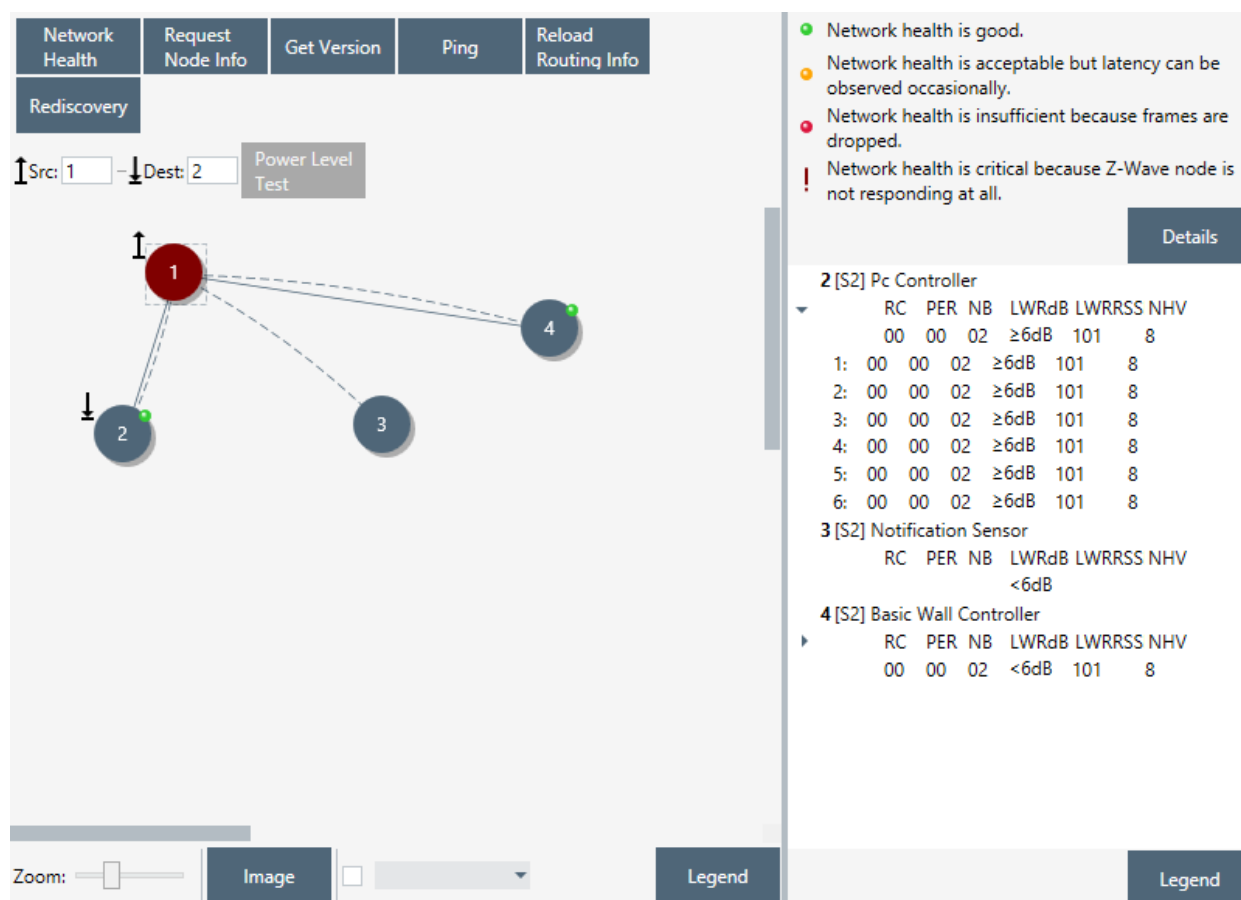 Network
Health
Request
Node Info
Get Version
Ping
Reload
Routing Info
Rediscovery
Src: 1
Dest: 2
Power Level
Test
1
4
3
2
Zoom:
Image
Legend
Network health is good.
Network health is acceptable but latency can be
observed occasionally.
Network health is insufficient because frames are
dropped.
! Network health is critical because Z-Wave node is
not responding at all.
Details
2 [S2] Pc Controller
RC PER NB LWRdB LWRRSS NHV
00 00 02 ≥6dB 101 8
1: 00 00 02 ≥6dB 101 8
2: 00 00 02 ≥6dB 101 8
3: 00 00 02 ≥6dB 101 8
4: 00 00 02 ≥6dB 101 8
5: 00 00 02 ≥6dB 101 8
6: 00 00 02 ≥6dB 101 8
3 [S2] Notification Sensor
RC PER NB LWRdB LWRRSS NHV
<6dB
4 [S2] Basic Wall Controller
RC PER NB LWRdB LWRRSS NHV
00 00 02 <6dB 101 8
Legend